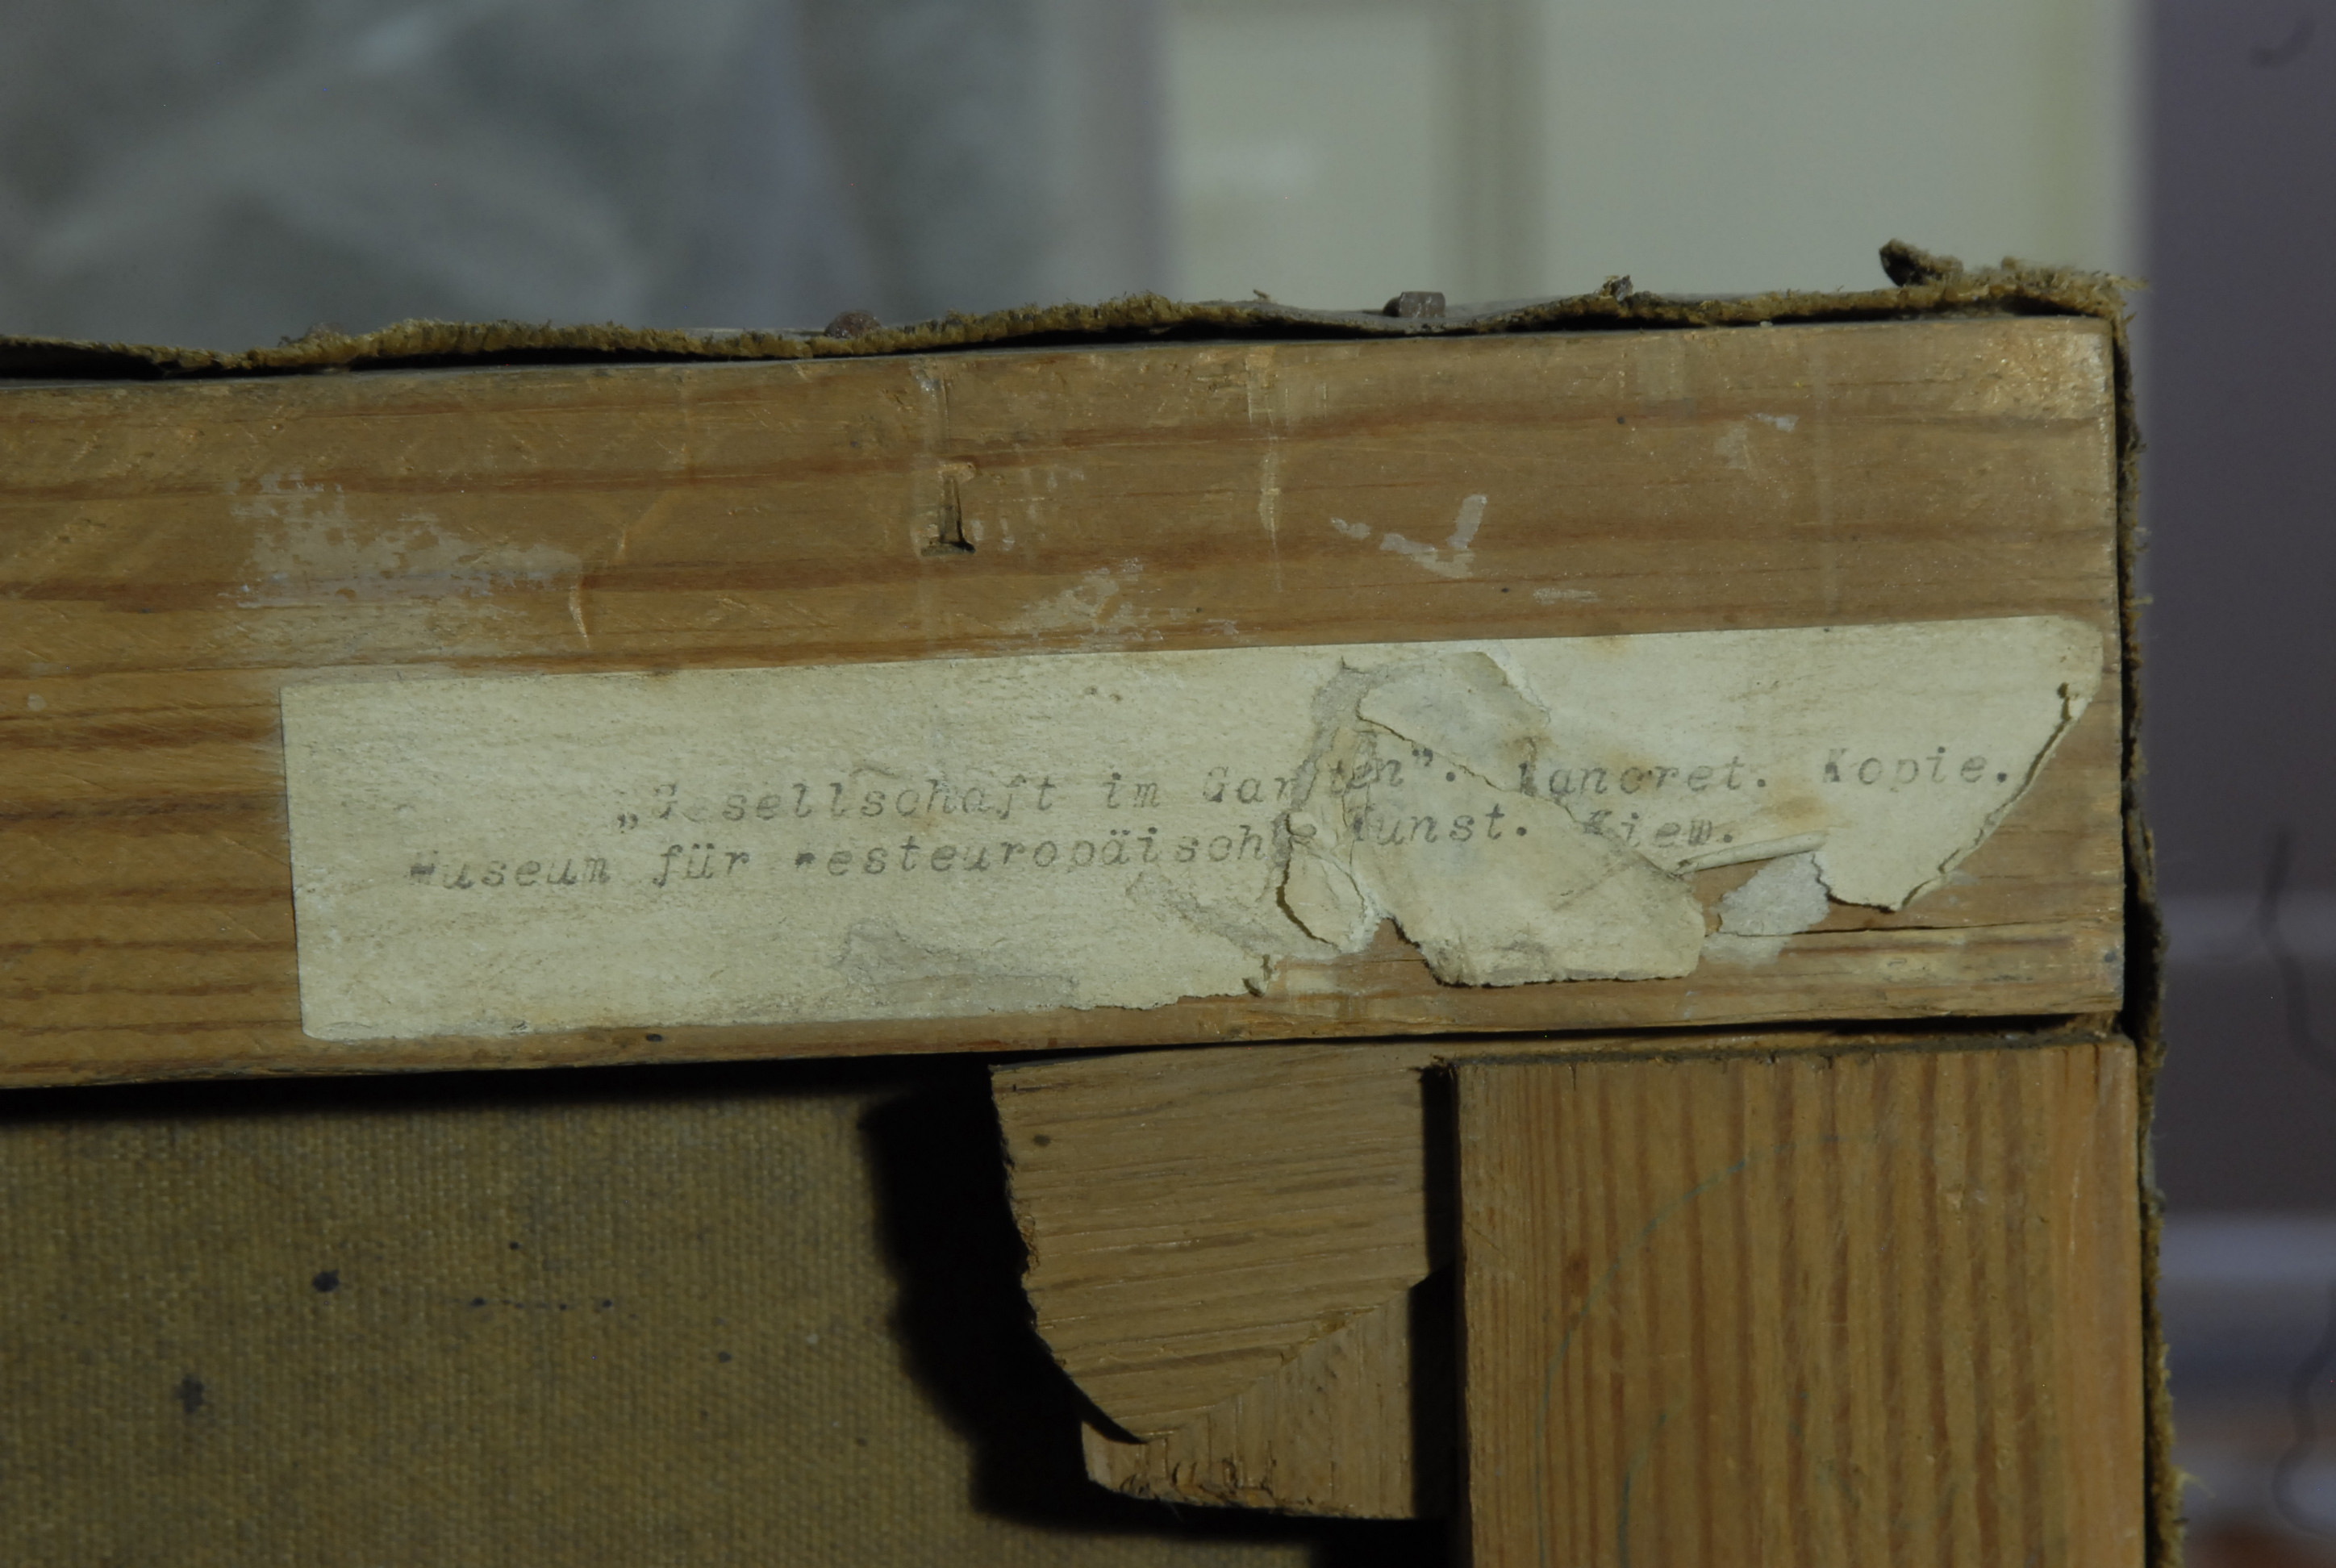 „Gesellschaft im Garten”. Lancret. Kopie.
Museum für Westeuropäische Kunst. Kiew.